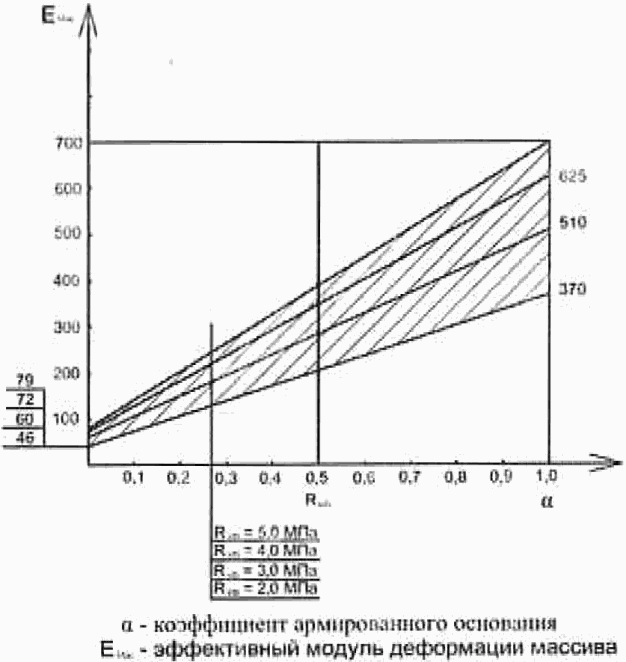 E
700
625
600
510
500
400
370
300
200
100
79
72
60
46
0,1 0,2 0,3 0,4 0,5 0,6 0,7 0,8 0,9 1,0
R α
R = 5,0 МПа
R = 4,0 МПа
R = 3,0 МПа
R = 2,0 МПа
α - коэффициент армированного основания
E - эффективный модуль деформации массива